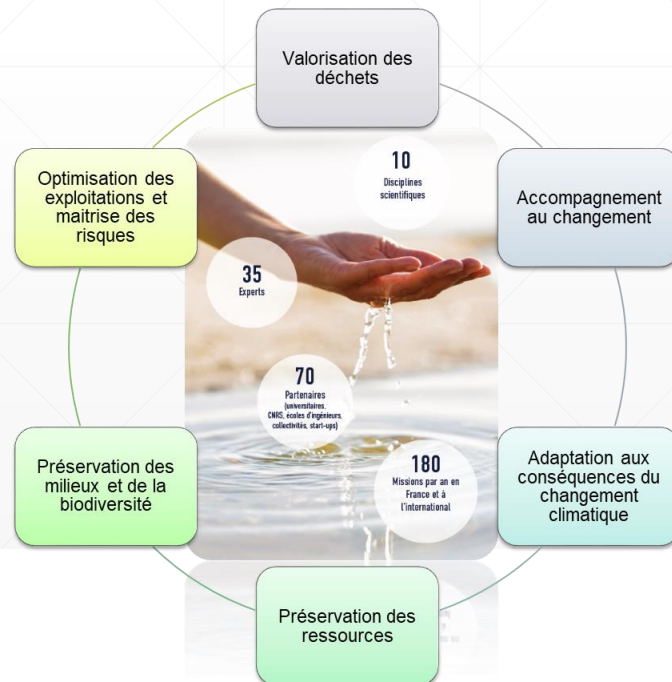 Valorisation des
déchets
Optimisation des
exploitations et
maitrise des
risques
10
Disciplines
scientifiques
Accompagnement
au changement
35
Experts
70
Partenaires
(universitaires,
CNRS, écoles d'ingénieurs,
collectivités, start-ups)
Préservation des
milieux et de la
biodiversité
180
Missions par an en
France et à
l'international
Adaptation aux
conséquences du
changement
climatique
Préservation des
ressources